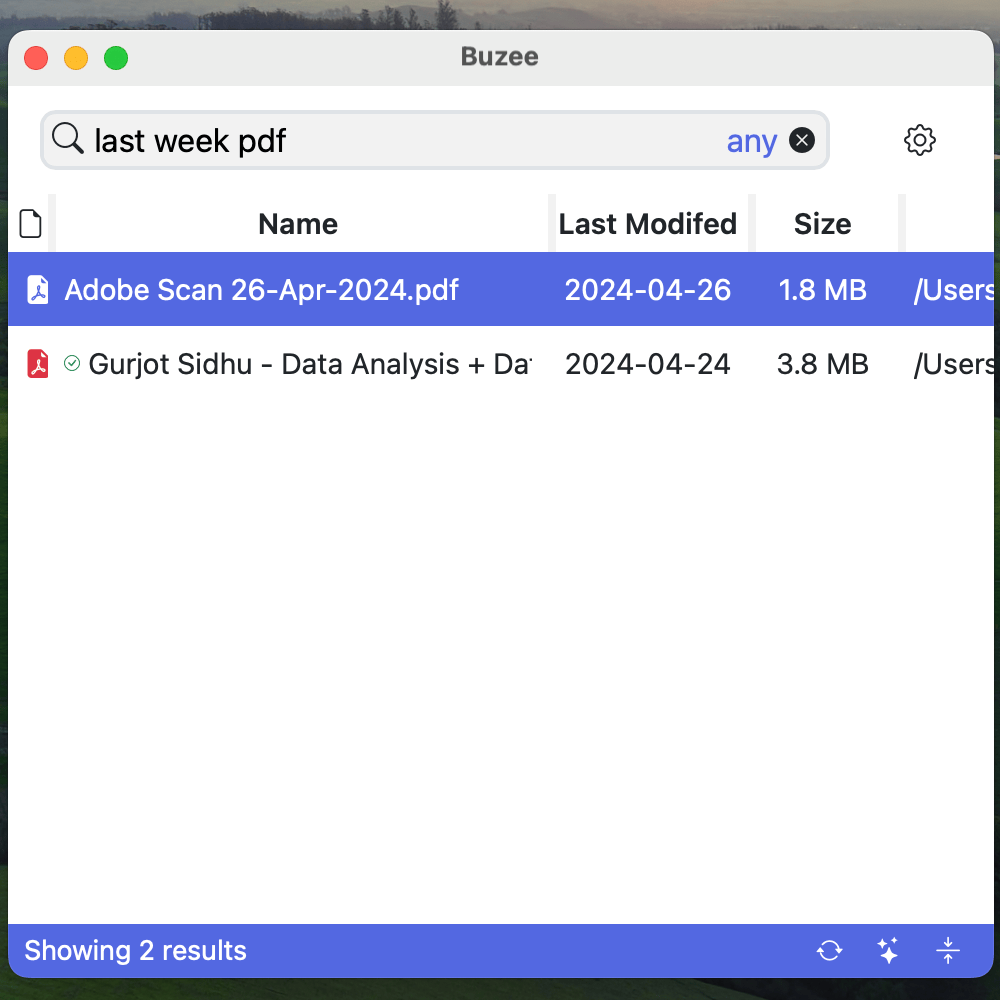 Buzee
last week pdf any
Name Last Modifed Size
Adobe Scan 26-Apr-2024.pdf 2024-04-26 1.8 MB /Users
Gurjot Sidhu - Data Analysis + Da 2024-04-24 3.8 MB /Users
Showing 2 results